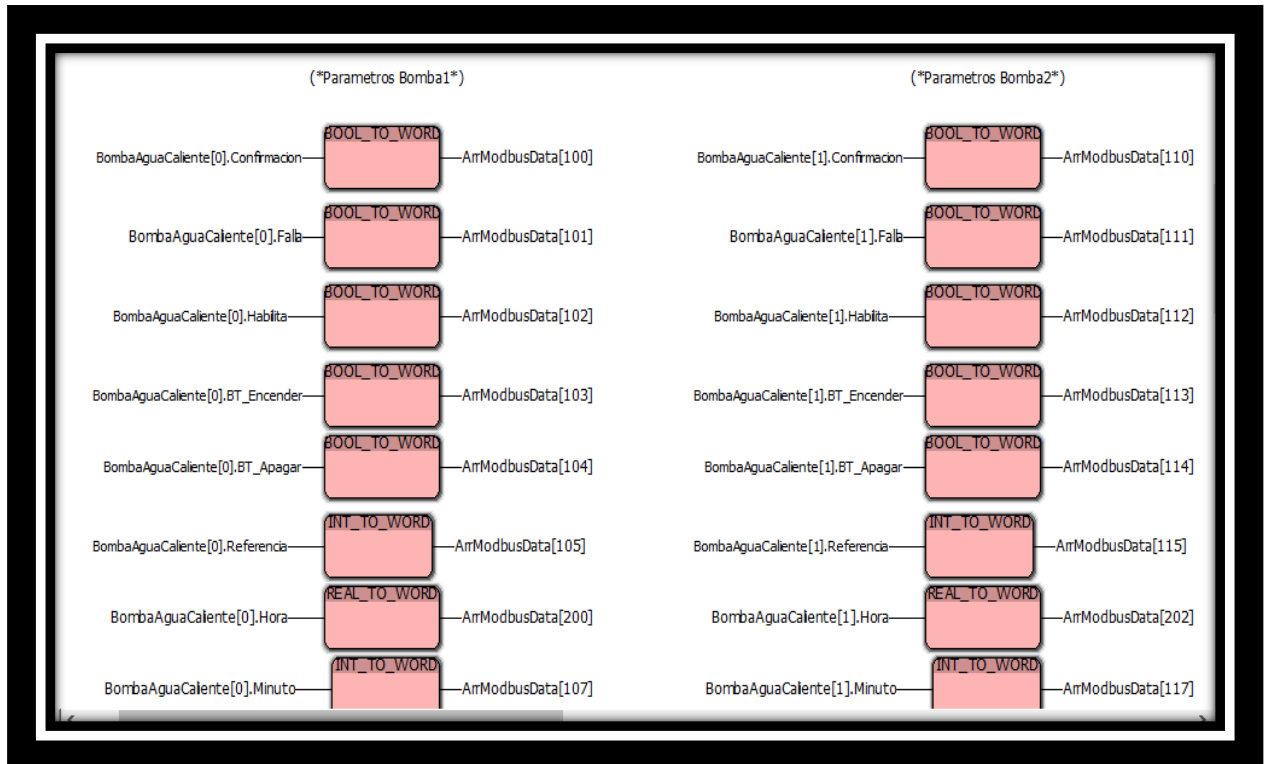 (*Parametros Bomba1*)
BOOL_TO_WORD
BombaAguaCaliente[0].Confirmacion
ArrModbusData[100]
BOOL_TO_WORD
BombaAguaCaliente[0].Falla
ArrModbusData[101]
BOOL_TO_WORD
BombaAguaCaliente[0].Habilita
ArrModbusData[102]
BOOL_TO_WORD
BombaAguaCaliente[0].BT_Encender
ArrModbusData[103]
BOOL_TO_WORD
BombaAguaCaliente[0].BT_Apagar
ArrModbusData[104]
INT_TO_WORD
BombaAguaCaliente[0].Referencia
ArrModbusData[105]
REAL_TO_WORD
BombaAguaCaliente[0].Hora
ArrModbusData[200]
INT_TO_WORD
BombaAguaCaliente[0].Minuto
ArrModbusData[107]
(*Parametros Bomba2*)
BOOL_TO_WORD
BombaAguaCaliente[1].Confirmacion
ArrModbusData[110]
BOOL_TO_WORD
BombaAguaCaliente[1].Falla
ArrModbusData[111]
BOOL_TO_WORD
BombaAguaCaliente[1].Habilita
ArrModbusData[112]
BOOL_TO_WORD
BombaAguaCaliente[1].BT_Encender
ArrModbusData[113]
BOOL_TO_WORD
BombaAguaCaliente[1].BT_Apagar
ArrModbusData[114]
INT_TO_WORD
BombaAguaCaliente[1].Referencia
ArrModbusData[115]
REAL_TO_WORD
BombaAguaCaliente[1].Hora
ArrModbusData[202]
INT_TO_WORD
BombaAguaCaliente[1].Minuto
ArrModbusData[117]